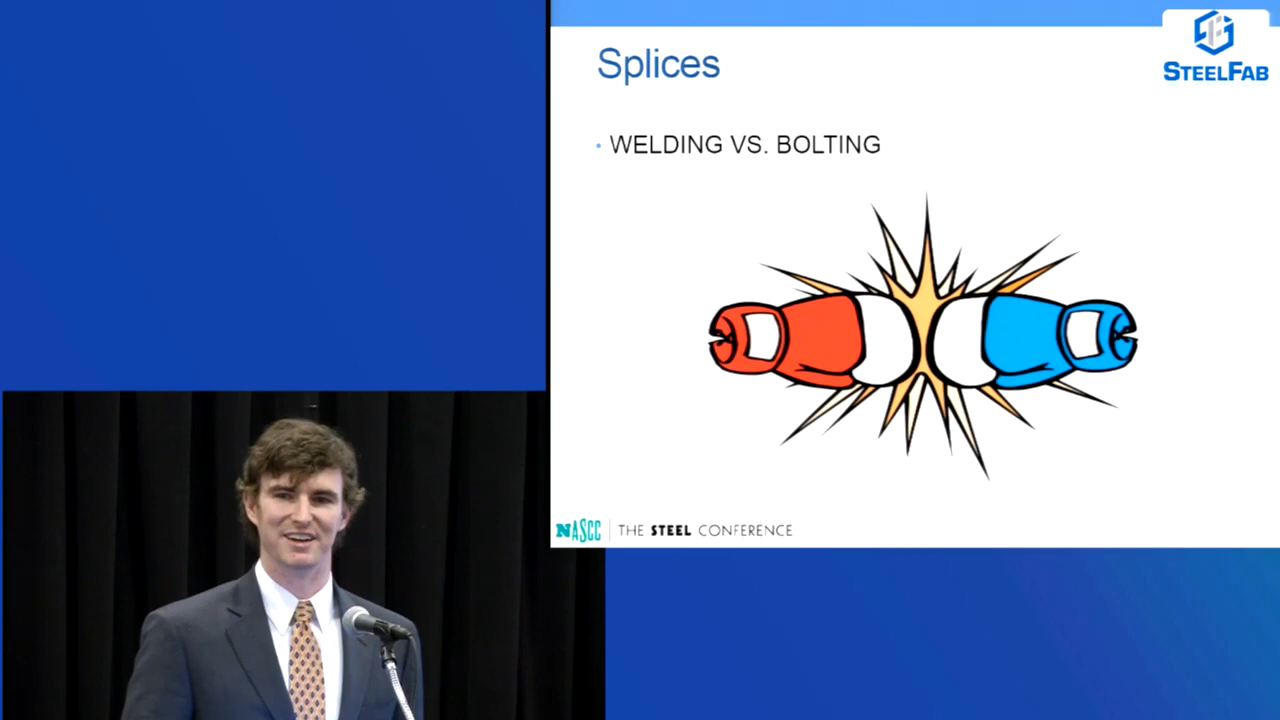 Splices
STEELFAB
• WELDING VS. BOLTING
NASCC THE STEEL CONFERENCE